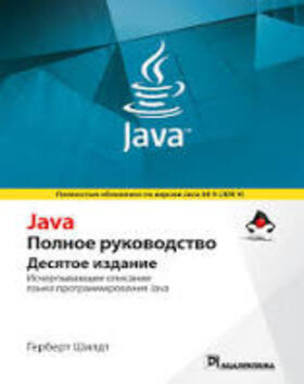 Java™
Полностью обновлено по версии Java SE 9 (JDK 9)
Java
Полное руководство
Десятое издание
Исчерпывающее описание
языка программирования Java
Герберт Шилдт
ДИАЛЕКТИКА